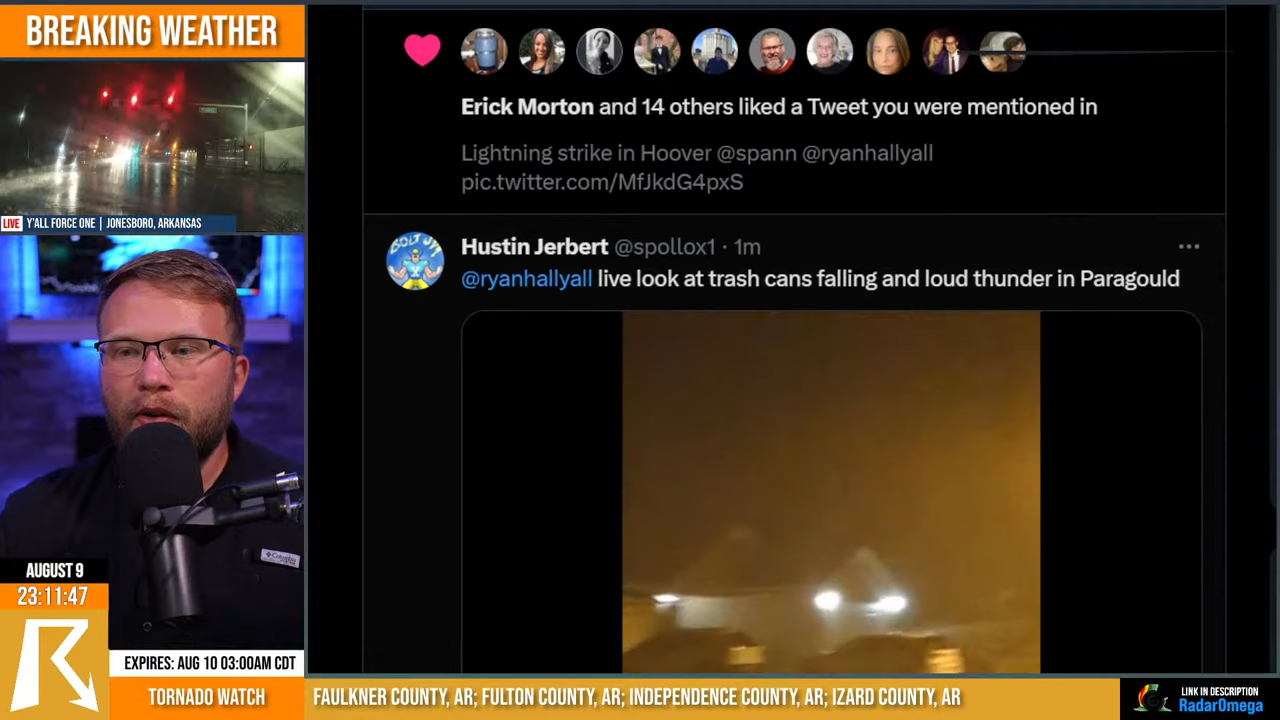 BREAKING WEATHER
LIVE Y'ALL FORCE ONE | JONESBORO, ARKANSAS
Erick Morton and 14 others liked a Tweet you were mentioned in
Lightning strike in Hoover @spann @ryanhallyall
pic.twitter.com/MfJkdG4pxS
Hustin Jerbert @spollox1 · 1m
@ryanhallyall live look at trash cans falling and loud thunder in Paragould
Columbia
AUGUST 9
23:11:47
EXPIRES: AUG 10 03:00AM CDT
TORNADO WATCH
FAULKNER COUNTY, AR; FULTON COUNTY, AR; INDEPENDENCE COUNTY, AR; IZARD COUNTY, AR
LINK IN DESCRIPTION
RadarOmega